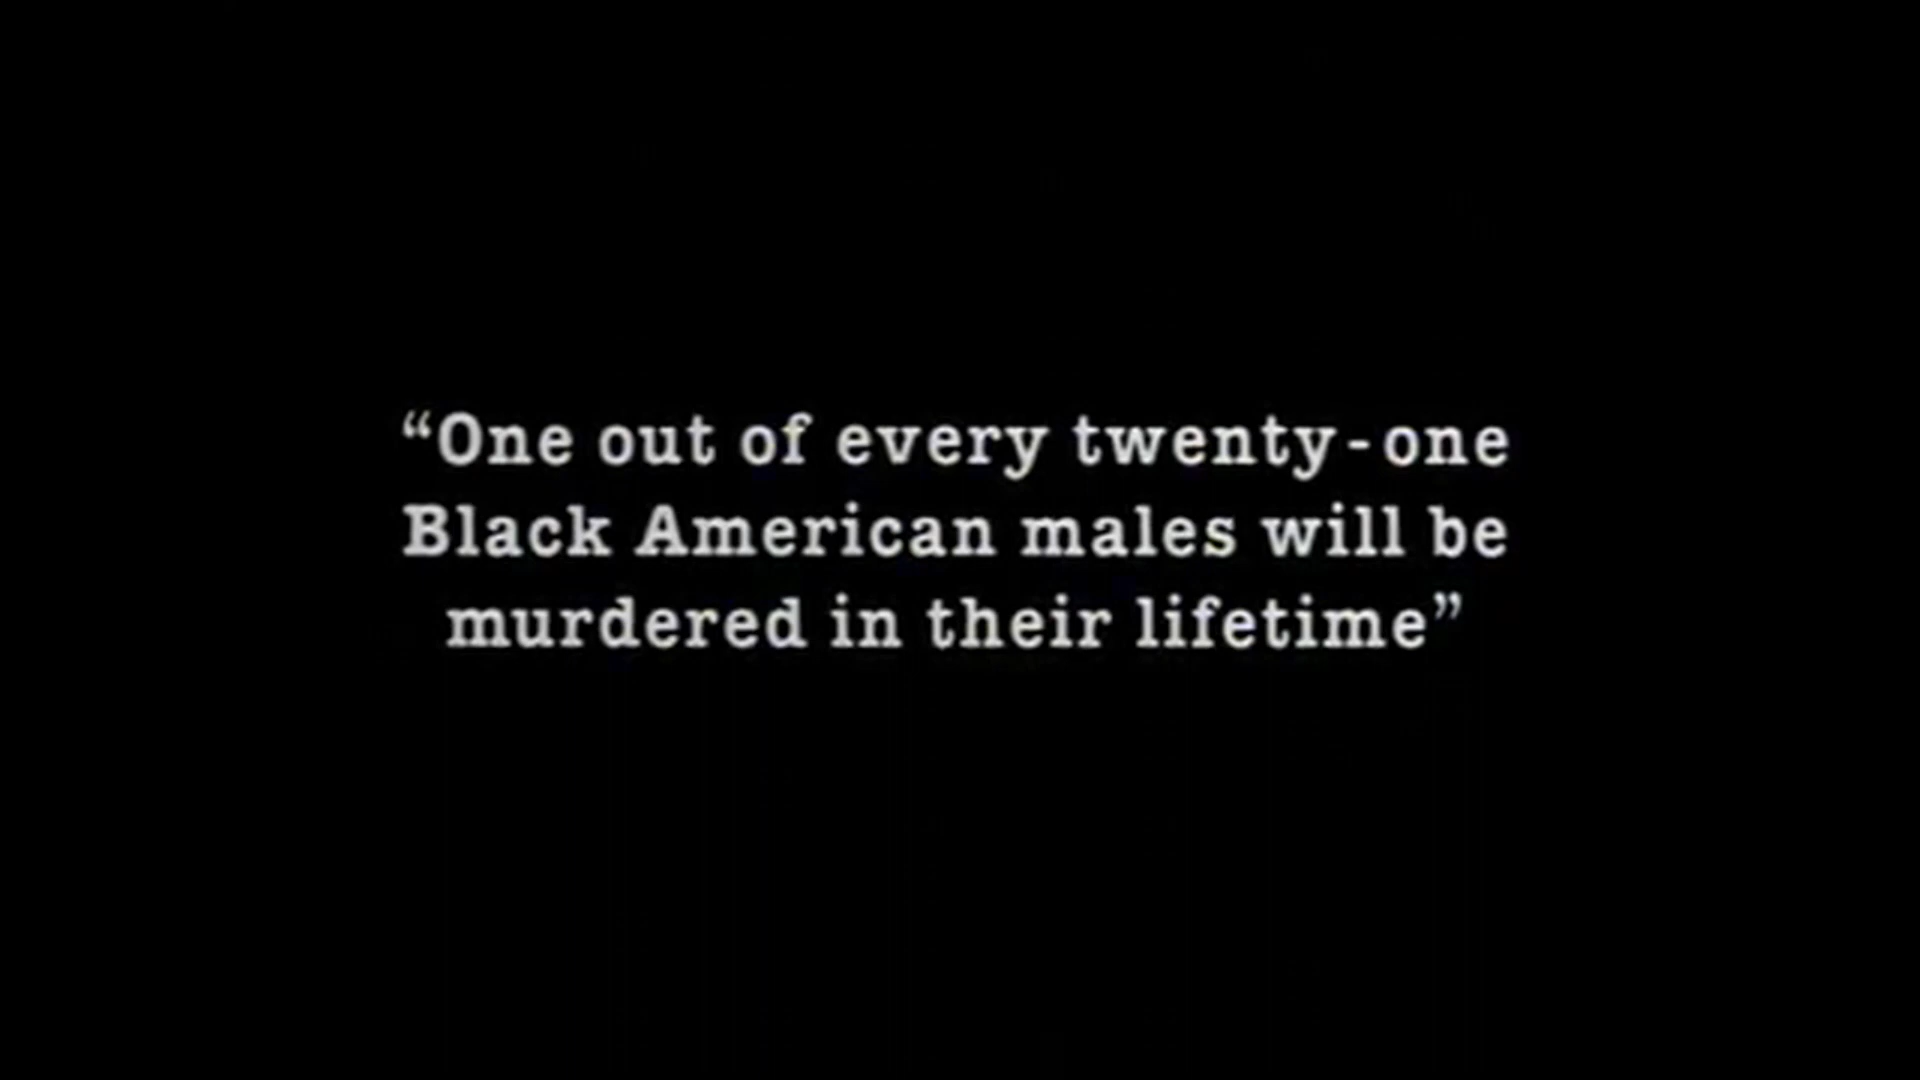 “One out of every twenty-one
Black American males will be
murdered in their lifetime”